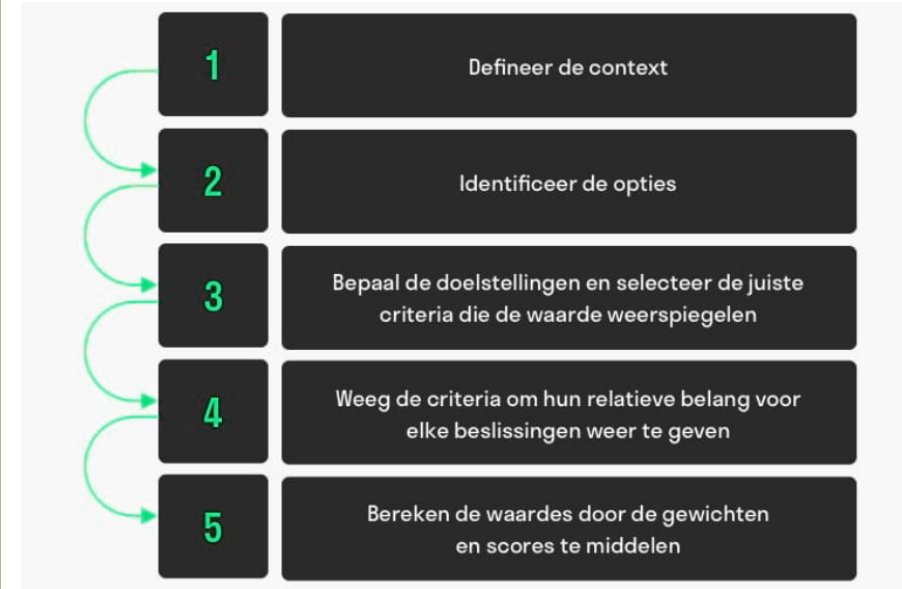 1
Defineer de context
2
Identificeer de opties
3
Bepaal de doelstellingen en selecteer de juiste
criteria die de waarde weerspiegelen
4
Weeg de criteria om hun relatieve belang voor
elke beslissingen weer te geven
5
Bereken de waardes door de gewichten
en scores te middelen